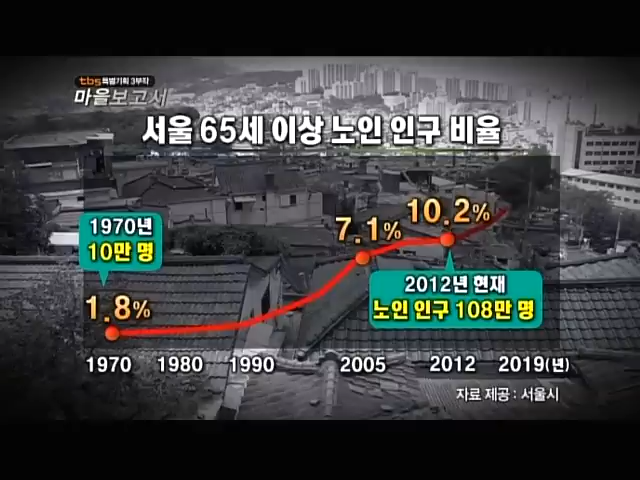 tbs 특별기획 3부작
마을보고서
서울 65세 이상 노인 인구 비율
1970년
10만 명
1.8%
7.1%
10.2%
2012년 현재
노인 인구 108만 명
1970 1980 1990 2005 2012 2019(년)
자료 제공 : 서울시